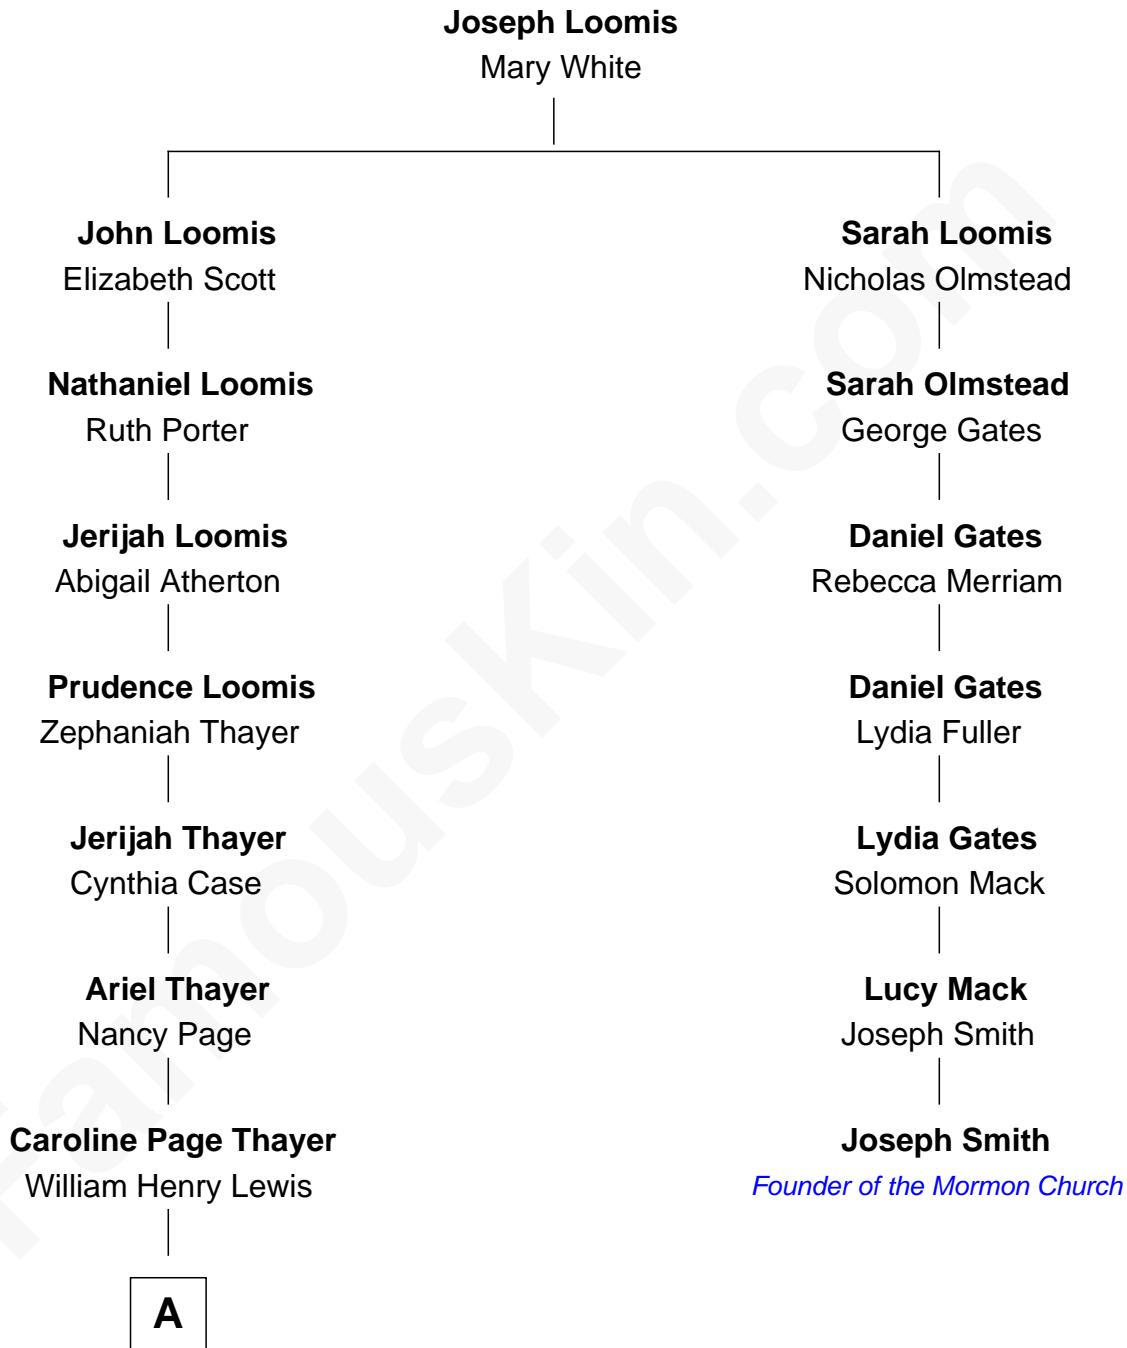 Joseph Loomis
Mary White
John Loomis
Elizabeth Scott
Nathaniel Loomis
Ruth Porter
Jerijah Loomis
Abigail Atherton
Prudence Loomis
Zephaniah Thayer
Jerijah Thayer
Cynthia Case
Ariel Thayer
Nancy Page
Caroline Page Thayer
William Henry Lewis
A
Sarah Loomis
Nicholas Olmstead
Sarah Olmstead
George Gates
Daniel Gates
Rebecca Merriam
Daniel Gates
Lydia Fuller
Lydia Gates
Solomon Mack
Lucy Mack
Joseph Smith
Joseph Smith
Founder of the Mormon Church
FamousKin.com